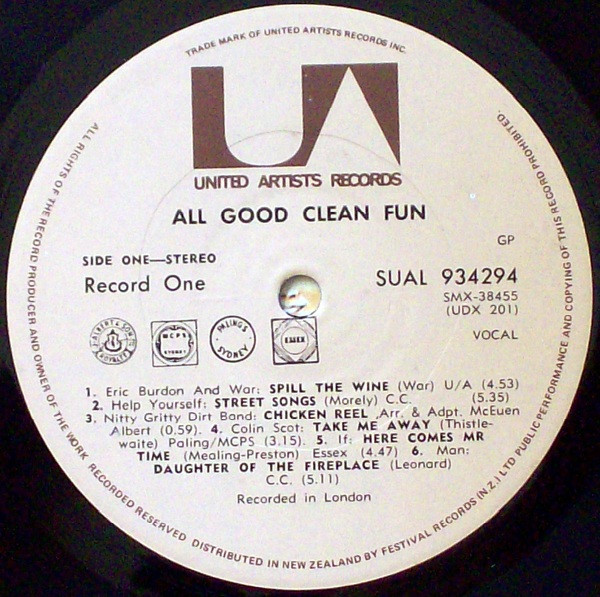 TRADE MARK OF UNITED ARTISTS RECORDS INC.
UA
UNITED ARTISTS RECORDS
ALL GOOD CLEAN FUN
GP
SIDE ONE—STEREO
Record One
SUAL 934294
SMX-38455
(UDX 201)
VOCAL
ALBERT & SON
ROYALTY
MCPS
SYDNEY
PALING'S
SYDNEY
ESSEX
1. Eric Burdon And War: SPILL THE WINE (War) U/A (4.53)
2. Help Yourself: STREET SONGS (Morely) C.C. (5.35)
3. Nitty Gritty Dirt Band: CHICKEN REEL ,Arr. & Adpt. McEuen
Albert (0.59). 4. Colin Scot: TAKE ME AWAY (Thistle-
waite) Paling/MCPS (3.15). 5. If: HERE COMES MR
TIME (Mealing-Preston) Essex (4.47) 6. Man:
DAUGHTER OF THE FIREPLACE (Leonard)
C.C. (5.11)
Recorded in London
ALL RIGHTS OF THE RECORD PRODUCER AND OWNER OF THE WORK RECORDED RESERVED DISTRIBUTED IN NEW ZEALAND BY FESTIVAL RECORDS (N.Z.) LTD PUBLIC PERFORMANCE AND COPYING OF THIS RECORD PROHIBITED.